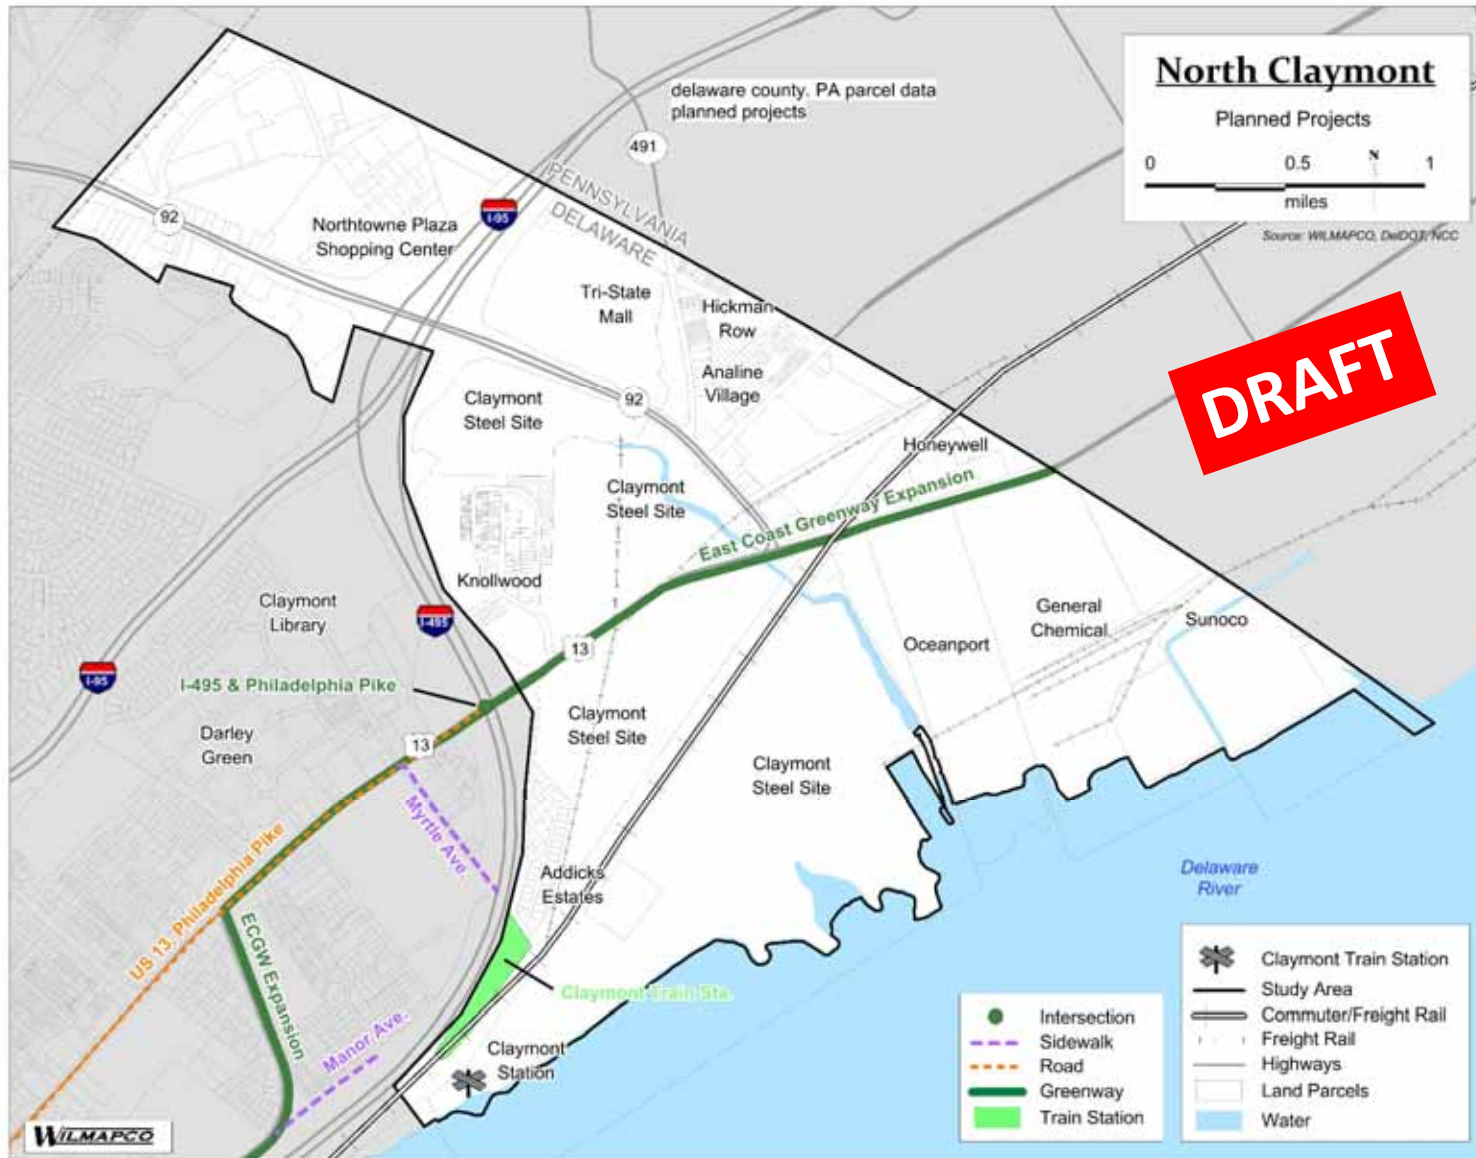 North Claymont
Planned Projects
0 0.5 1
N
miles
Source: WILMAPCO, DelDOT, NCC
delaware county. PA parcel data
planned projects
491
PENNSYLVANIA
DELAWARE
92
Northtowne Plaza
Shopping Center
I-95
Tri-State
Mall
Hickman
Row
Analine
Village
DRAFT
Claymont
Steel Site
92
Honeywell
Claymont
Steel Site
East Coast Greenway Expansion
Knollwood
Claymont
Library
I-495
General
Chemical
Sunoco
Oceanport
13
I-95
I-495 & Philadelphia Pike
Darley
Green
13
Claymont
Steel Site
Claymont
Steel Site
Myrtle Ave.
US 13, Philadelphia Pike
Addicks
Estates
Delaware
River
ECGW Expansion
Claymont Train Sta.
Manor Ave.
Claymont
Station
Intersection
Sidewalk
Road
Greenway
Train Station
Claymont Train Station
Study Area
Commuter/Freight Rail
Freight Rail
Highways
Land Parcels
Water
WILMAPCO